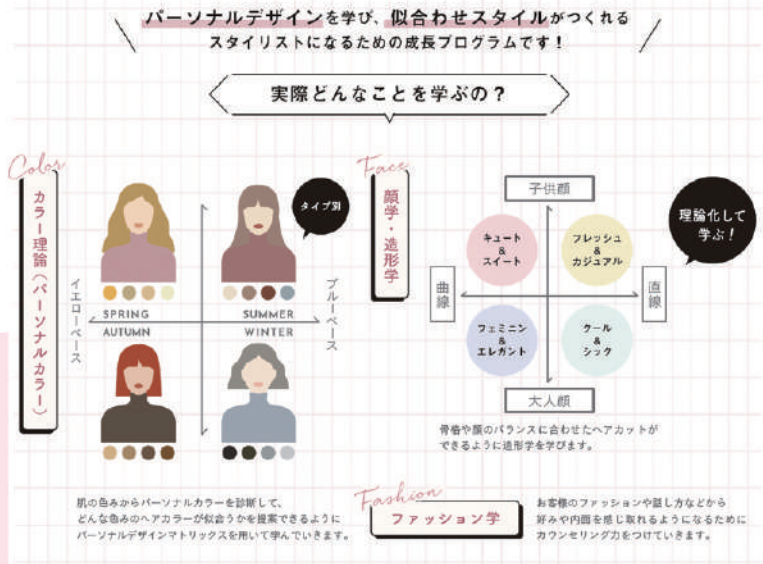 パーソナルデザインを学び、似合わせスタイルがつくれる
スタイリストになるための成長プログラムです！
実際どんなことを学ぶの？
Color
カラー理論（パーソナルカラー）
タイプ別
イエローベース
ブルーベース
SPRING
SUMMER
AUTUMN
WINTER
肌の色みからパーソナルカラーを診断して、
どんな色みのヘアカラーが似合うかを提案できるように
パーソナルデザインマトリックスを用いて学んでいきます。
Face
顔学・造形学
理論化して
学ぶ！
子供顔
キュート
&
スイート
フレッシュ
&
カジュアル
曲線
直線
フェミニン
&
エレガント
クール
&
シック
大人顔
骨格や顔のバランスに合わせたヘアカットが
できるように造形学を学びます。
Fashion
ファッション学
お客様のファッションや話し方などから
好みや内面を感じ取れるようになるために
カウンセリング力をつけていきます。